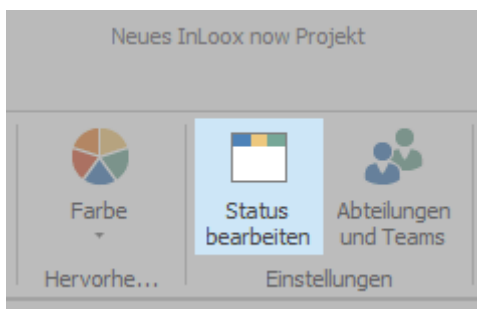 Neues InLoox now Projekt
Farbe
Status
bearbeiten
Abteilungen
und Teams
Hervorhe...
Einstellungen